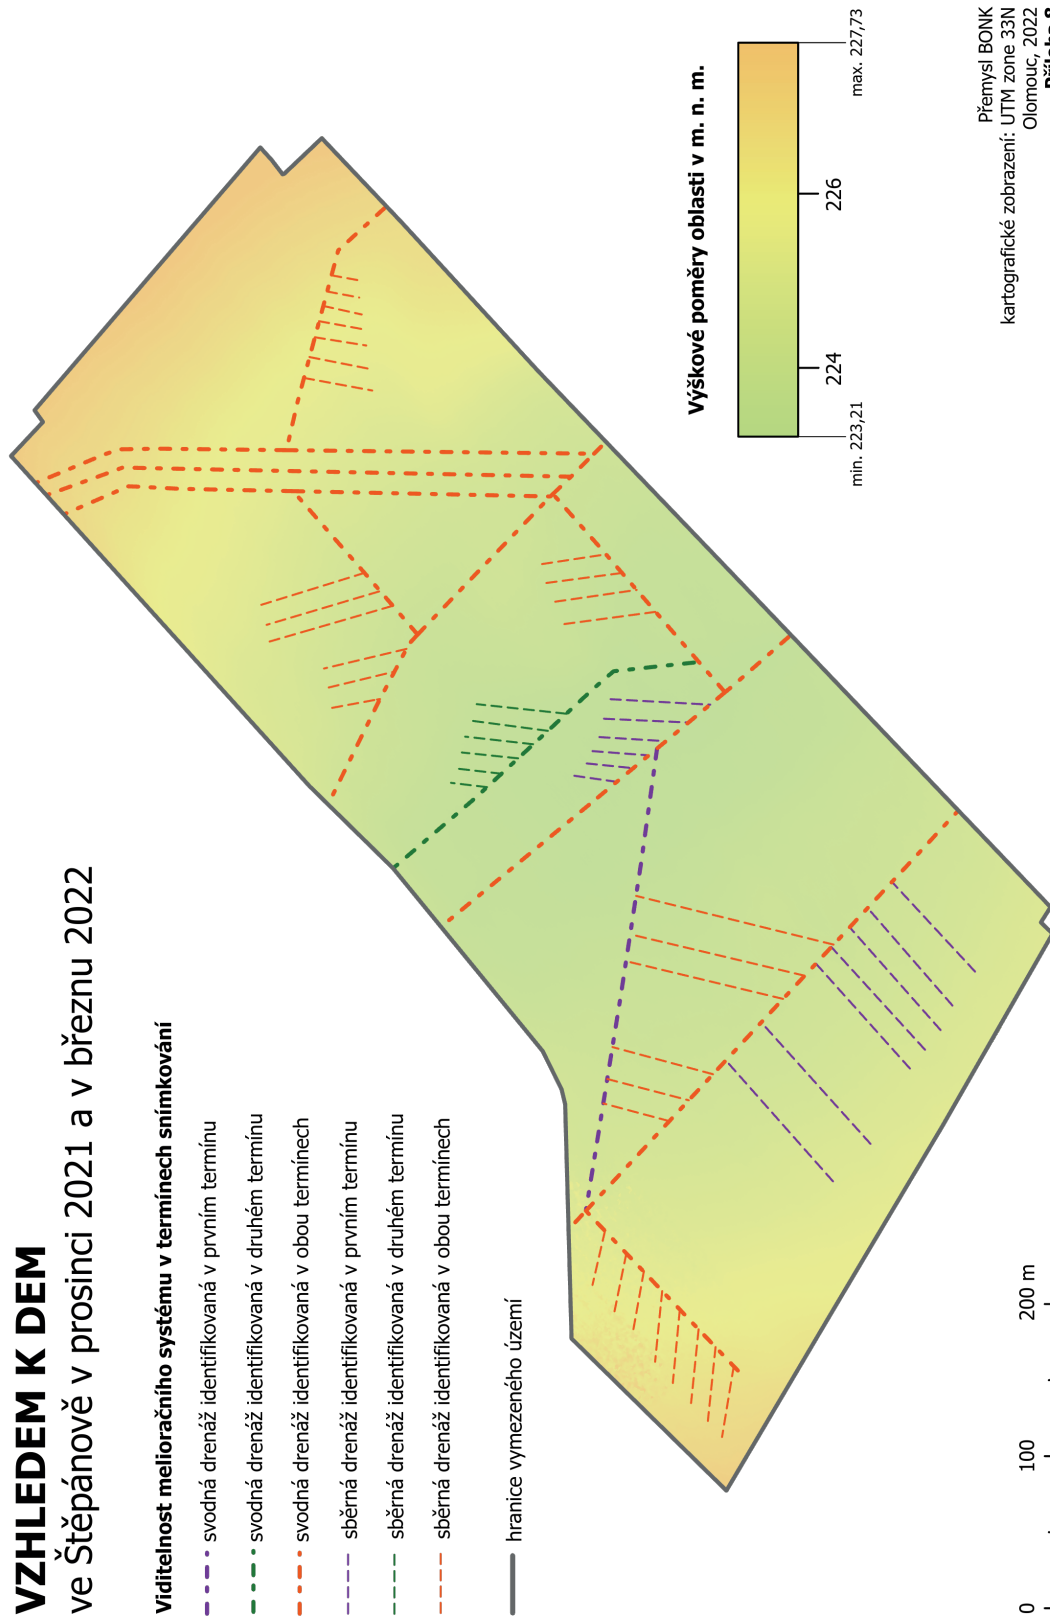 VZHLEDEM K DEM
ve Štěpánově v prosinci 2021 a v březnu 2022
Viditelnost melioračního systému v termínech snímkování
svodná drenáž identifikovaná v prvním termínu
svodná drenáž identifikovaná v druhém termínu
svodná drenáž identifikovaná v obou termínech
sběrná drenáž identifikovaná v prvním termínu
sběrná drenáž identifikovaná v druhém termínu
sběrná drenáž identifikovaná v obou termínech
hranice vymezeného území
0 100 200 m
Výškové poměry oblasti v m. n. m.
224 226
min. 223,21 max. 227,73
Přemysl BONK
kartografické zobrazení: UTM zone 33N
Olomouc, 2022